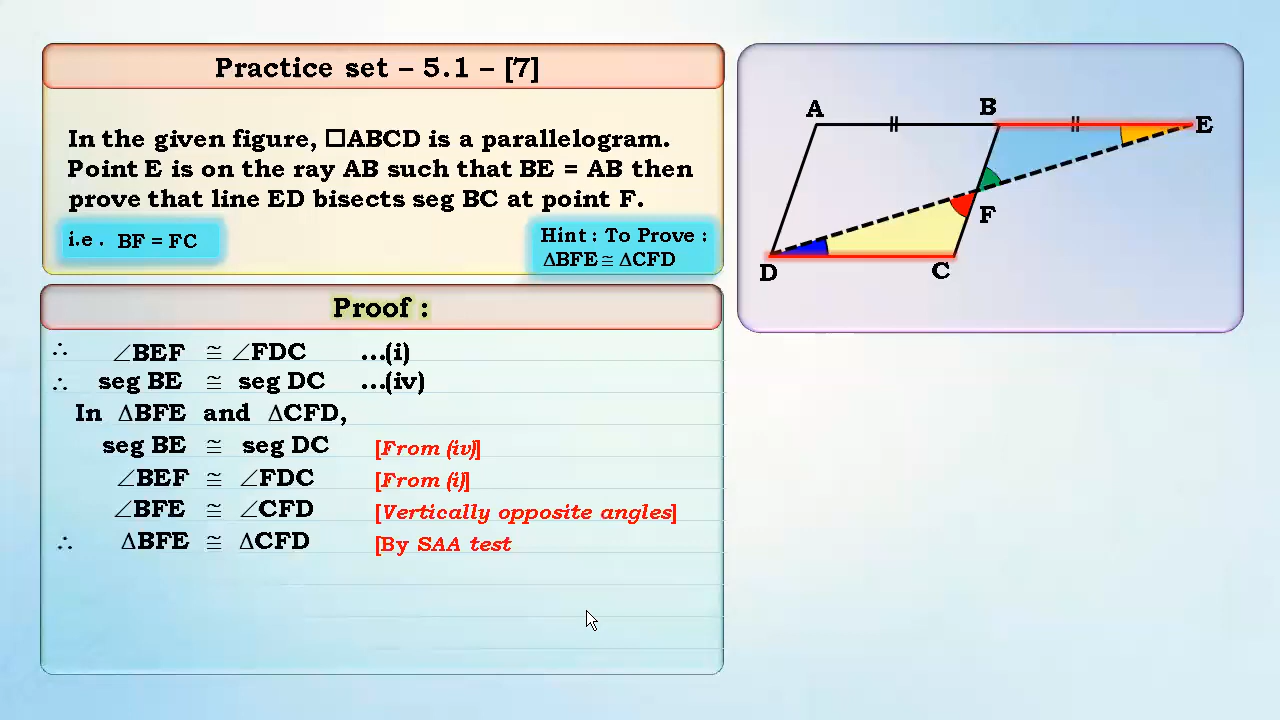 Practice set – 5.1 – [7]
In the given figure, □ABCD is a parallelogram.
Point E is on the ray AB such that BE = AB then
prove that line ED bisects seg BC at point F.
i.e. BF = FC
Hint : To Prove :
ΔBFE ≅ ΔCFD
Proof :
∴ ∠BEF ≅ ∠FDC ...(i)
∴ seg BE ≅ seg DC ...(iv)
In ΔBFE and ΔCFD,
seg BE ≅ seg DC [From (iv)]
∠BEF ≅ ∠FDC [From (i)]
∠BFE ≅ ∠CFD [Vertically opposite angles]
∴ ΔBFE ≅ ΔCFD [By SAA test
A
B
E
F
D
C